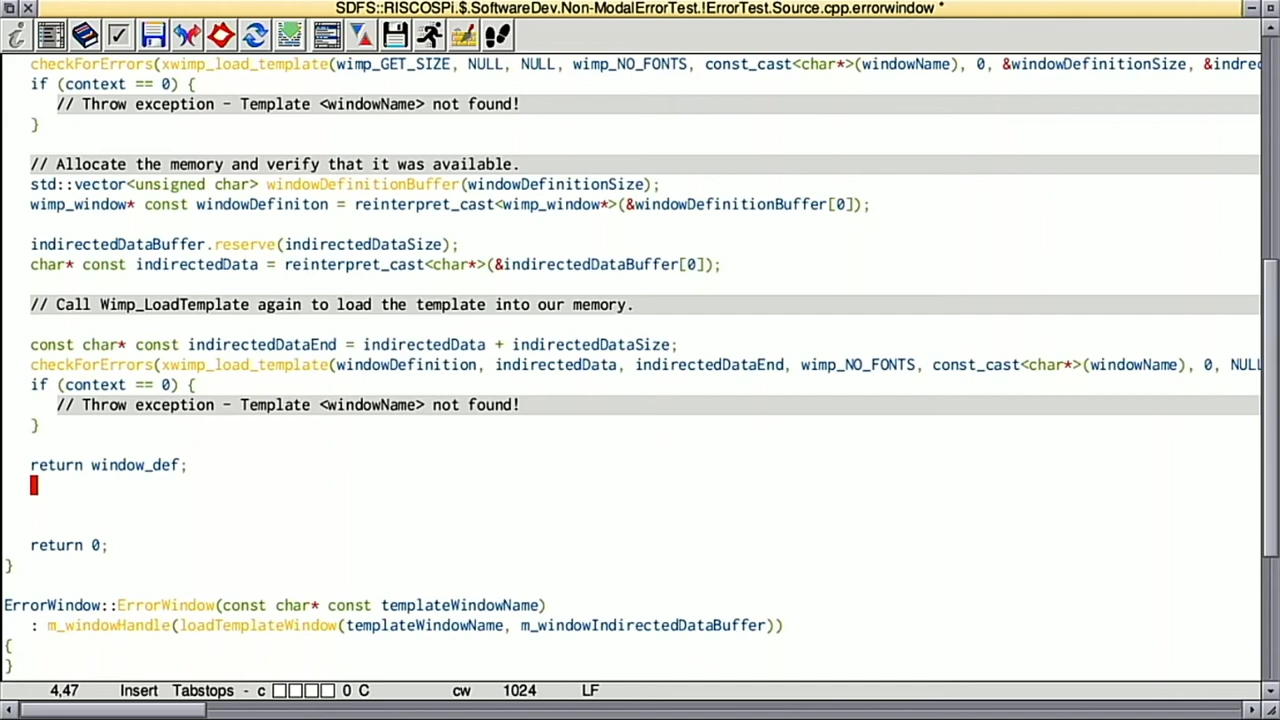 SDFS::RISCOSPi.$.SoftwareDev.Non-ModalErrorTest.!ErrorTest.Source.cpp.errorwindow *
checkForErrors(xwimp_load_template(wimp_GET_SIZE, NULL, NULL, wimp_NO_FONTS, const_cast<char*>(windowName), 0, &windowDefinitionSize, &indirec
if (context == 0) {
// Throw exception - Template <windowName> not found!
}
// Allocate the memory and verify that it was available.
std::vector<unsigned char> windowDefinitionBuffer(windowDefinitionSize);
wimp_window* const windowDefiniton = reinterpret_cast<wimp_window*>(&windowDefinitionBuffer[0]);
indirectedDataBuffer.reserve(indirectedDataSize);
char* const indirectedData = reinterpret_cast<char*>(&indirectedDataBuffer[0]);
// Call Wimp_LoadTemplate again to load the template into our memory.
const char* const indirectedDataEnd = indirectedData + indirectedDataSize;
checkForErrors(xwimp_load_template(windowDefinition, indirectedData, indirectedDataEnd, wimp_NO_FONTS, const_cast<char*>(windowName), 0, NULL
if (context == 0) {
// Throw exception - Template <windowName> not found!
}
return window_def;
return 0;
}
ErrorWindow::ErrorWindow(const char* const templateWindowName)
: m_windowHandle(loadTemplateWindow(templateWindowName, m_windowIndirectedDataBuffer))
{
}
4,47 Insert Tabstops - c 0 C cw 1024 LF